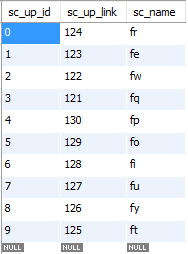 sc_up_id sc_up_link sc_name
0 124 fr
1 123 fe
2 122 fw
3 121 fq
4 130 fp
5 129 fo
6 128 fi
7 127 fu
8 126 fy
9 125 ft
NULL NULL NULL